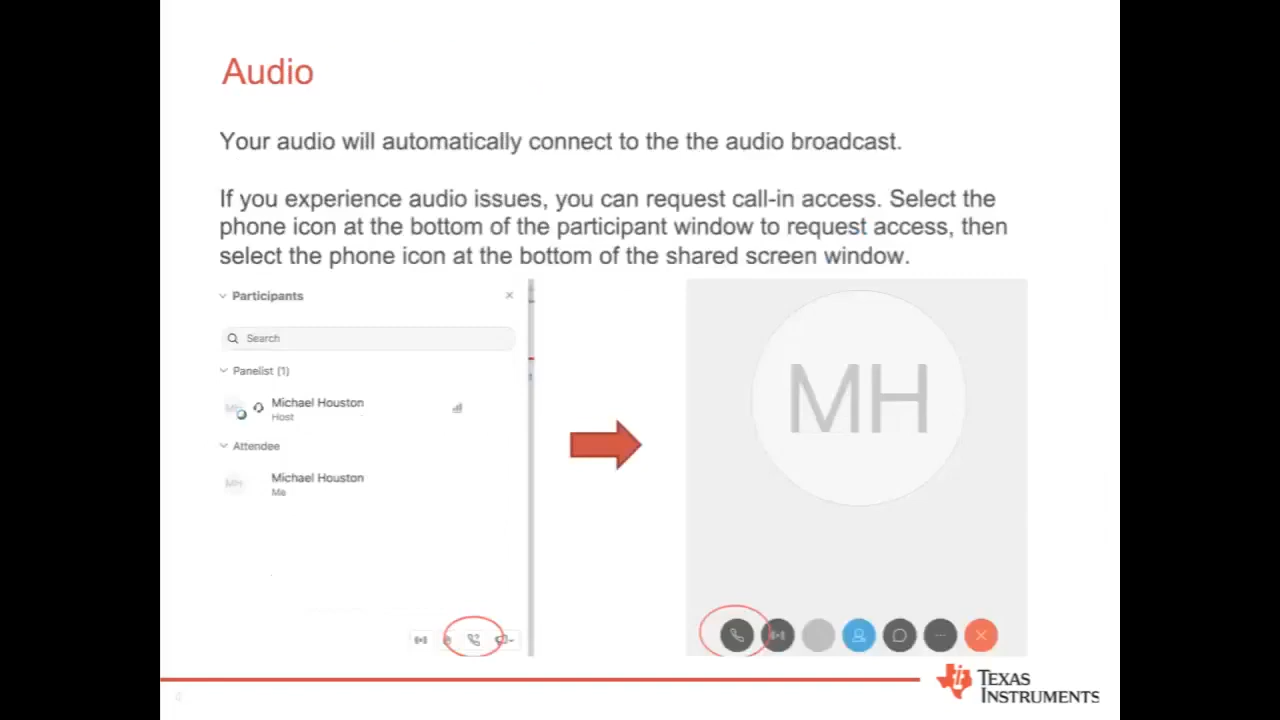 Audio
Your audio will automatically connect to the the audio broadcast.
If you experience audio issues, you can request call-in access. Select the
phone icon at the bottom of the participant window to request access, then
select the phone icon at the bottom of the shared screen window.
Participants
Search
Panelist (1)
MH
Michael Houston
Host
Attendee
MH
Michael Houston
Me
MH
4
TEXAS
INSTRUMENTS